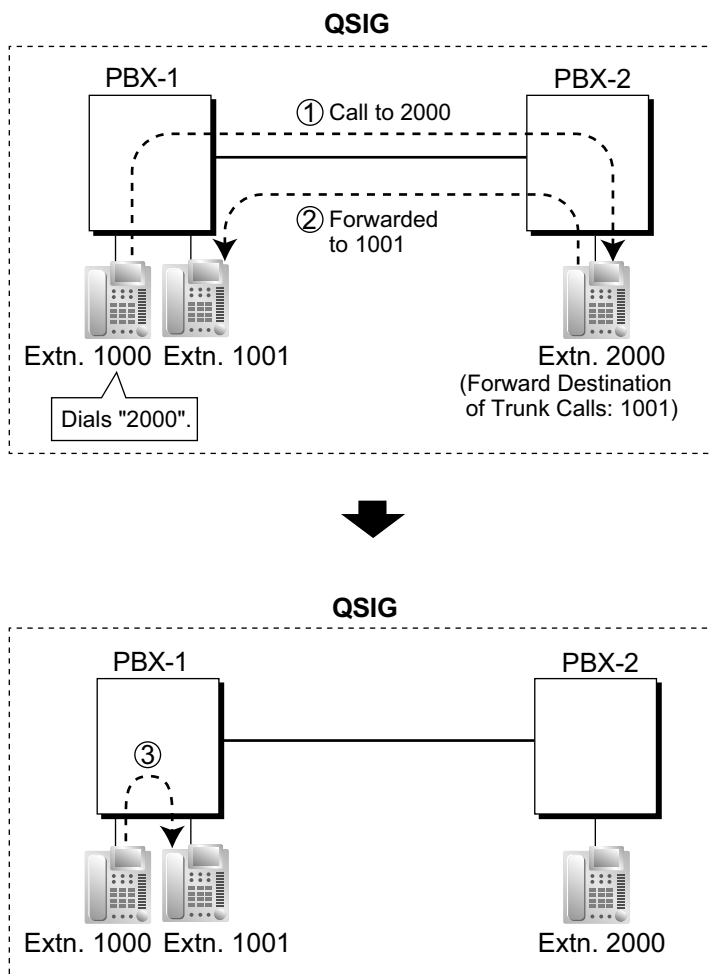 QSIG
PBX-1
PBX-2
① Call to 2000
② Forwarded
to 1001
Extn. 1000
Extn. 1001
Extn. 2000
(Forward Destination
of Trunk Calls: 1001)
Dials "2000".
QSIG
PBX-1
PBX-2
③
Extn. 1000
Extn. 1001
Extn. 2000